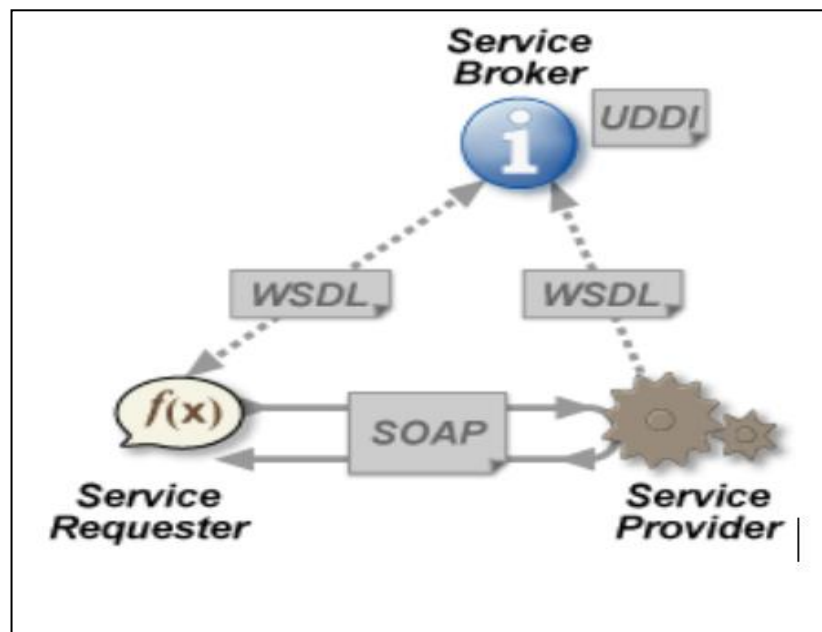 Service
Broker
UDDI
i
WSDL
WSDL
f(x)
SOAP
Service
Requester
Service
Provider